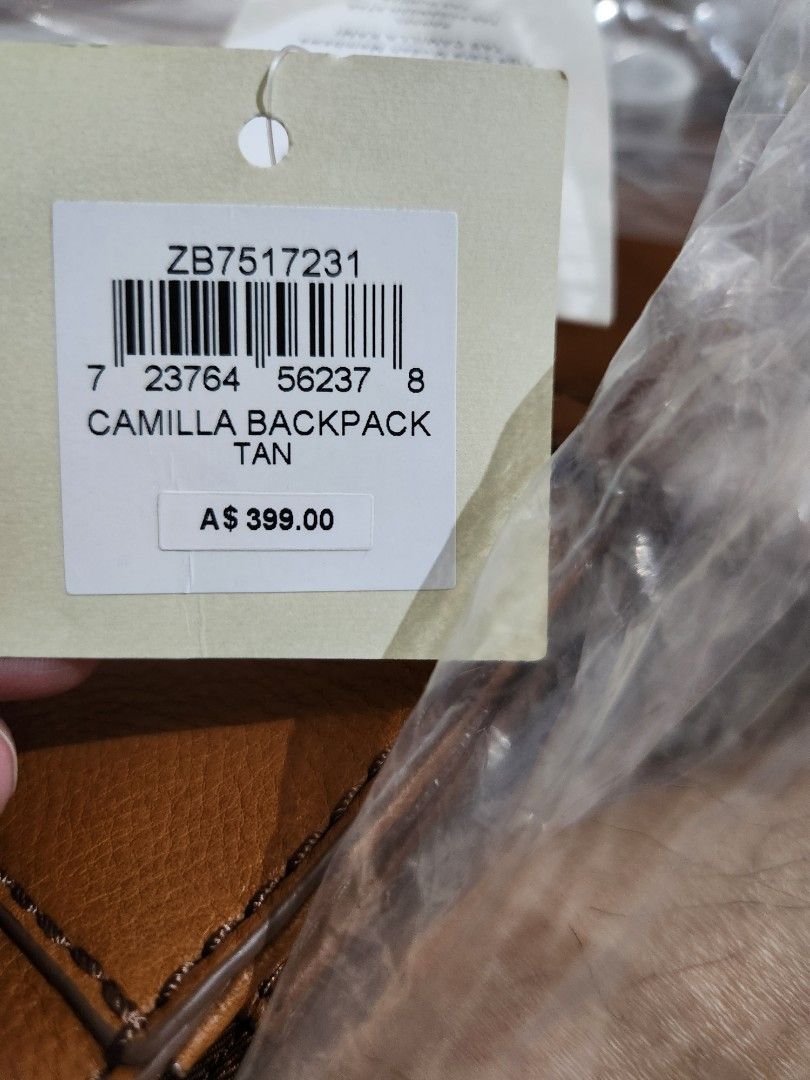 ZB7517231
7 23764 56237 8
CAMILLA BACKPACK
TAN
A$ 399.00